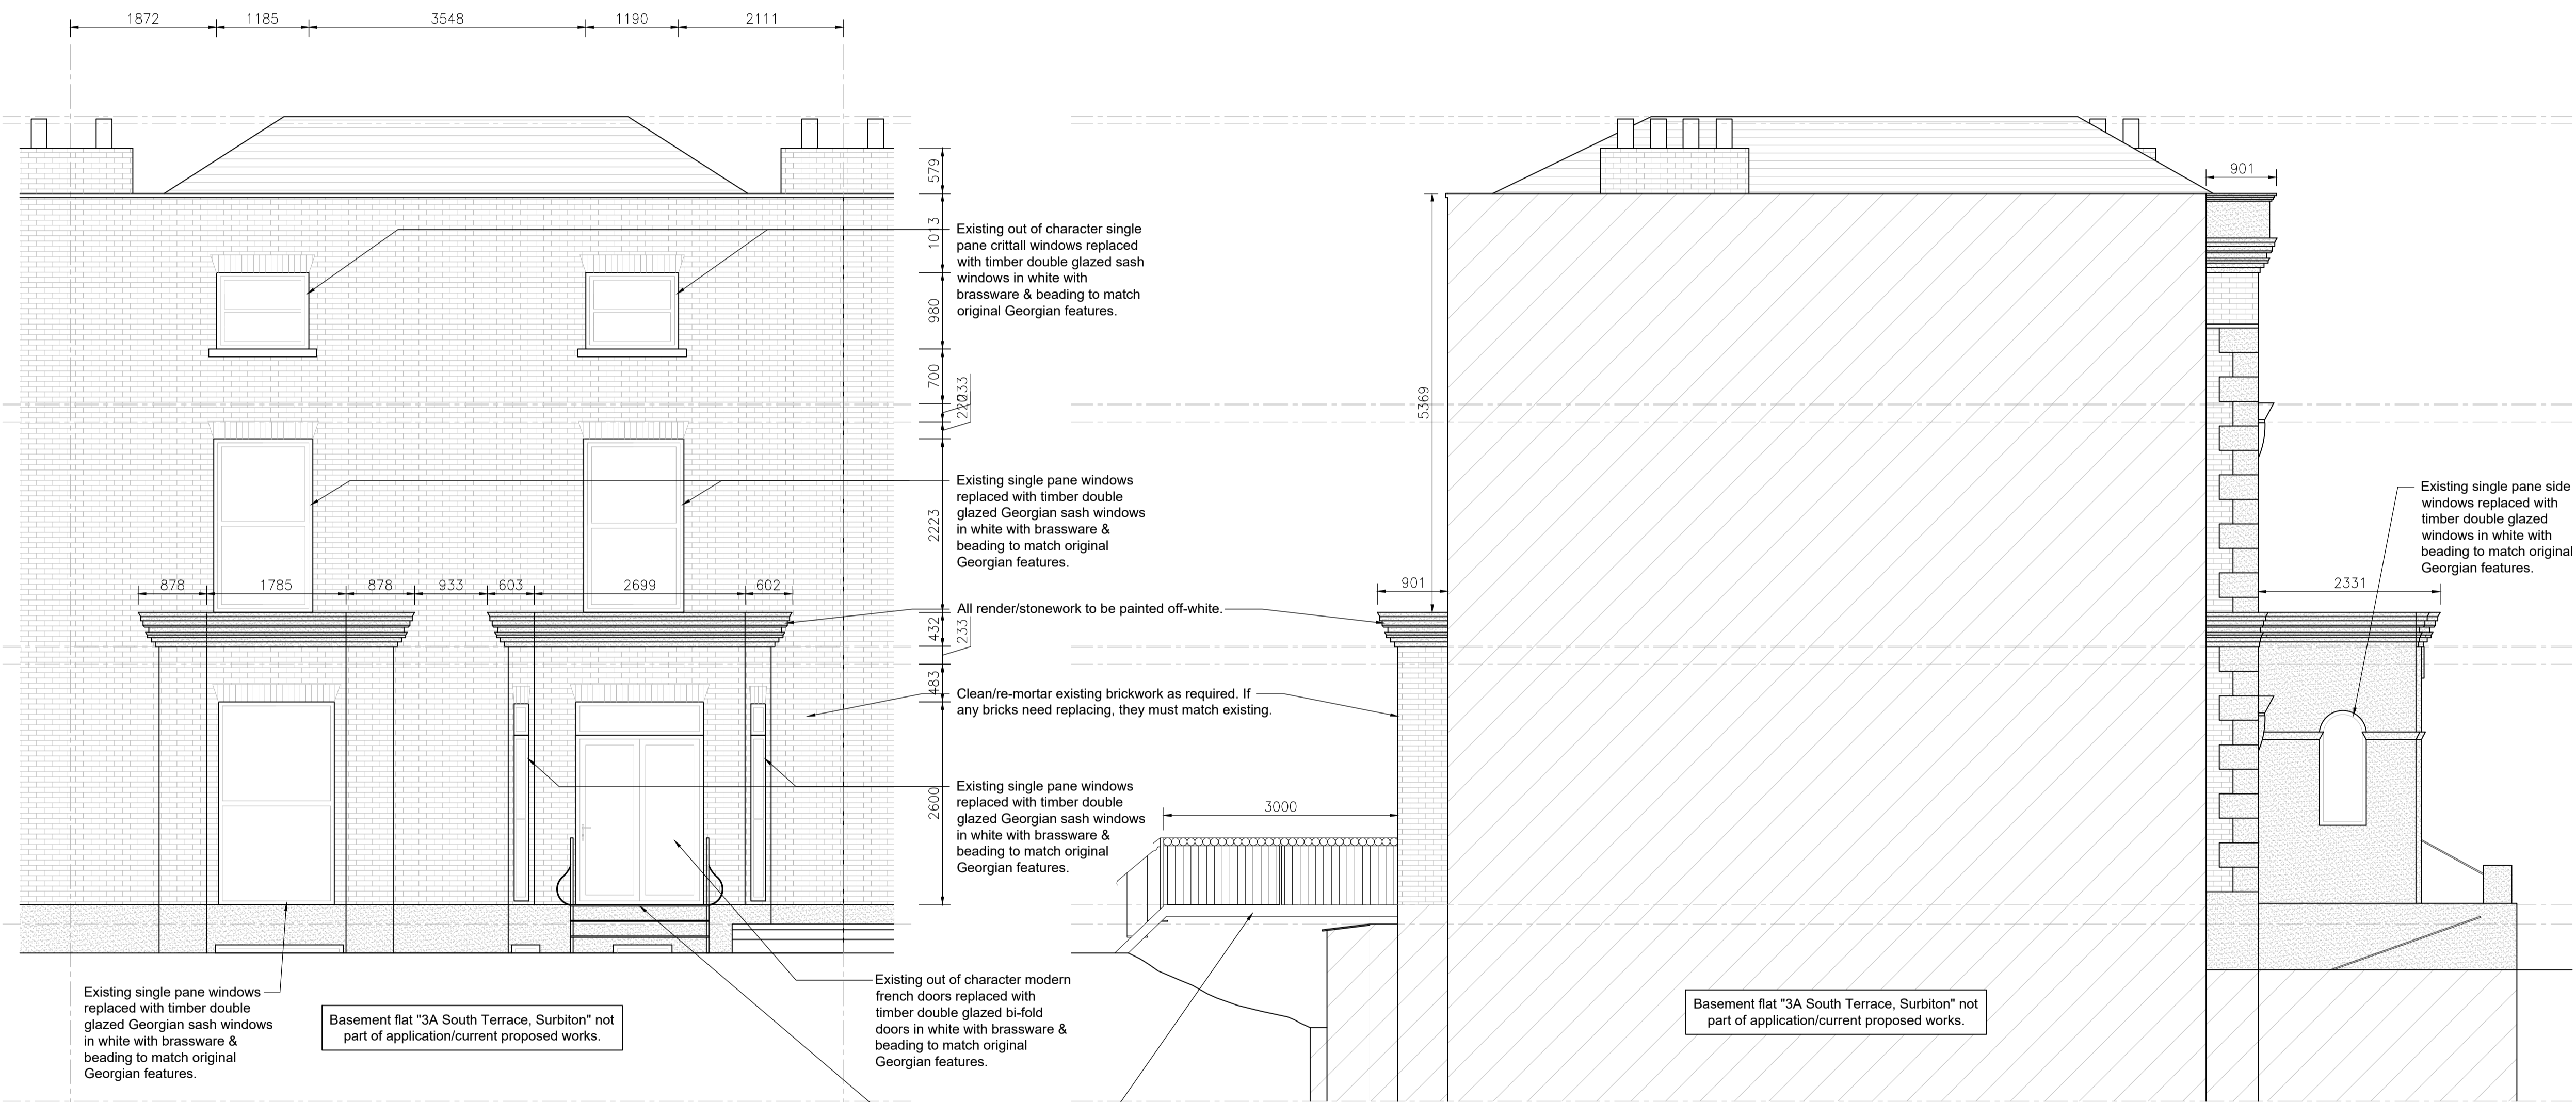 1872
1185
3548
1190
2111
579
1013
980
700
233
220
2223
432
233
483
2600
Existing out of character single
pane crittall windows replaced
with timber double glazed sash
windows in white with
brassware & beading to match
original Georgian features.
Existing single pane windows
replaced with timber double
glazed Georgian sash windows
in white with brassware &
beading to match original
Georgian features.
878
1785
878
933
603
2699
602
All render/stonework to be painted off-white.
Clean/re-mortar existing brickwork as required. If
any bricks need replacing, they must match existing.
Existing single pane windows
replaced with timber double
glazed Georgian sash windows
in white with brassware &
beading to match original
Georgian features.
Existing out of character modern
french doors replaced with
timber double glazed bi-fold
doors in white with brassware &
beading to match original
Georgian features.
Existing single pane windows
replaced with timber double
glazed Georgian sash windows
in white with brassware &
beading to match original
Georgian features.
Basement flat "3A South Terrace, Surbiton" not
part of application/current proposed works.
901
5369
901
3000
2331
Existing single pane side
windows replaced with
timber double glazed
windows in white with
beading to match original
Georgian features.
Basement flat "3A South Terrace, Surbiton" not
part of application/current proposed works.